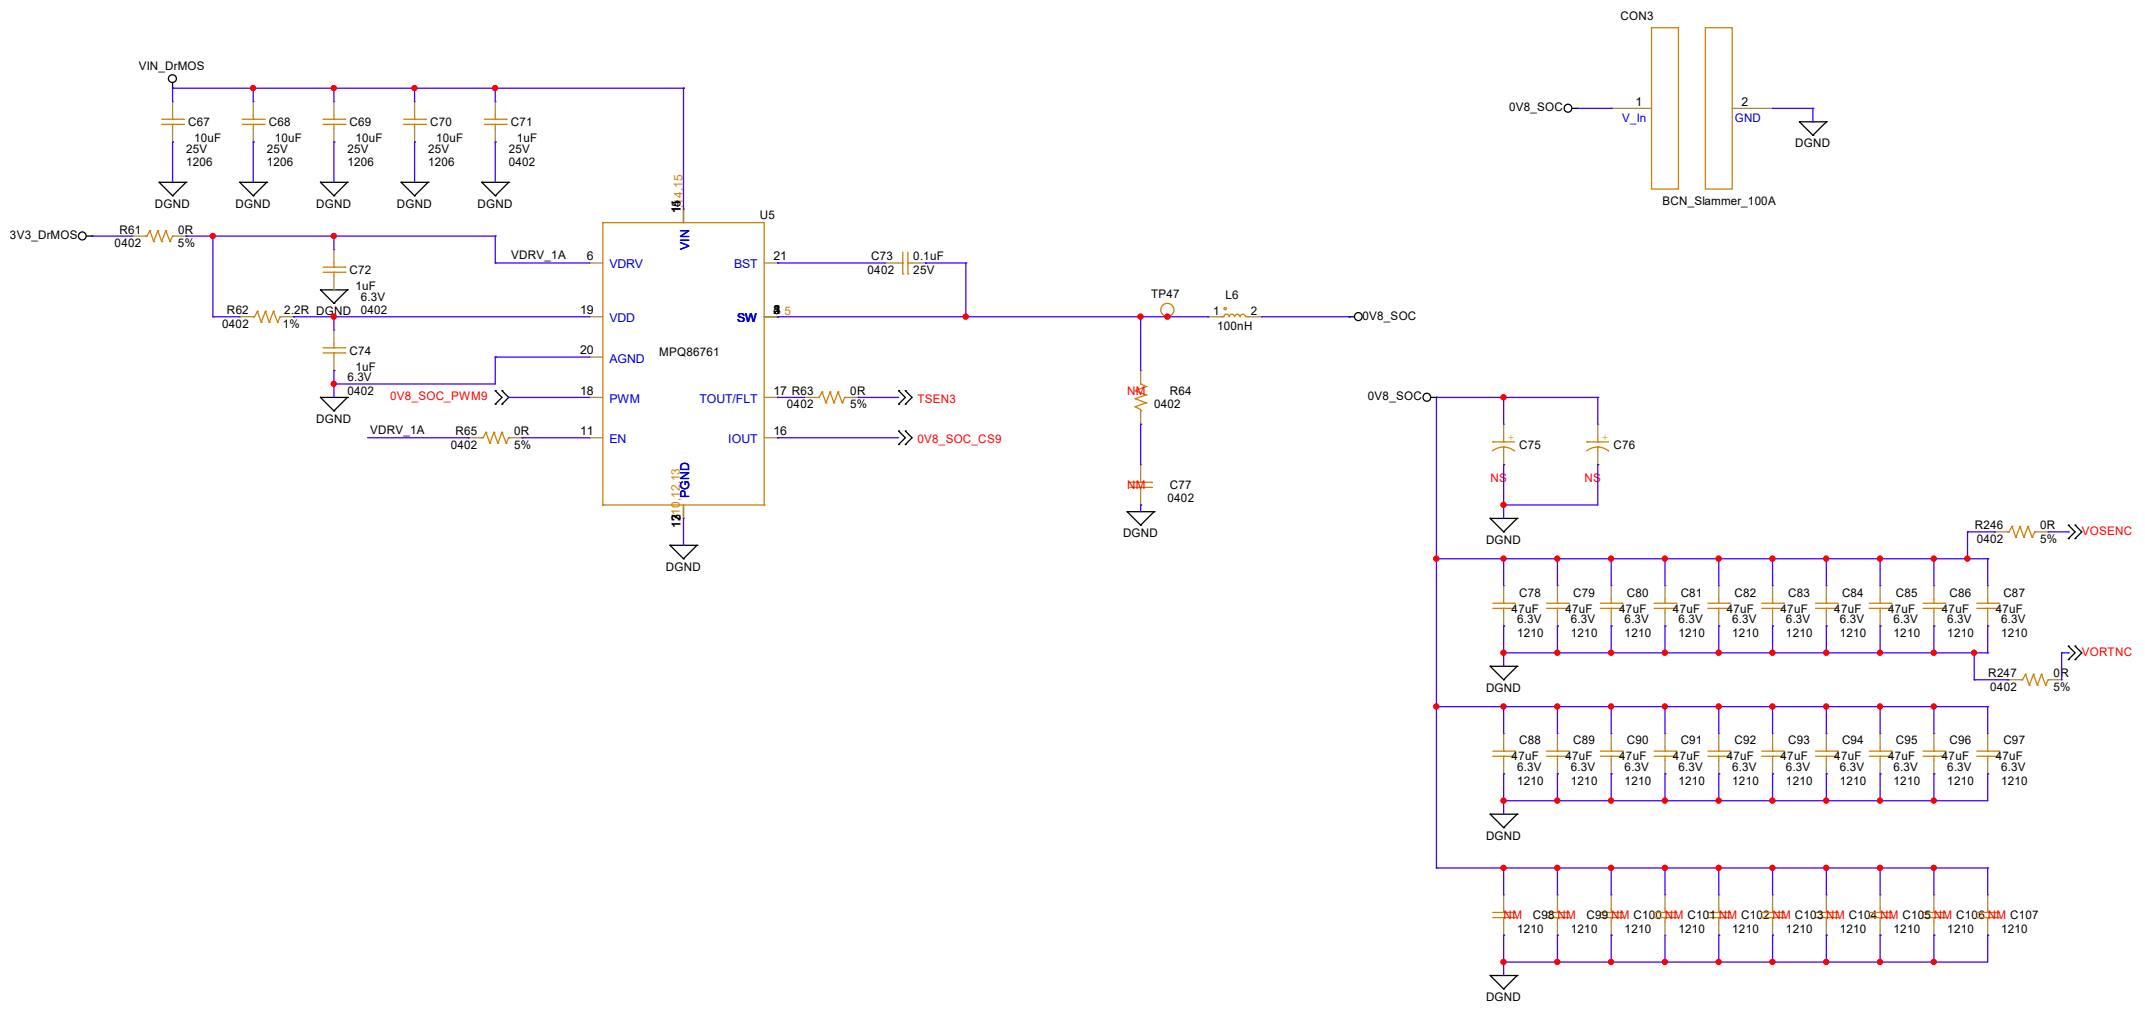 CON3
0V8_SOC
1
V_In
2
GND
DGND
BCN_Slammer_100A
VIN_DrMOS
C67
10uF
25V
1206
DGND
C68
10uF
25V
1206
DGND
C69
10uF
25V
1206
DGND
C70
10uF
25V
1206
DGND
C71
1uF
25V
0402
DGND
3V3_DrMOS
R61
0402
0R
5%
C72
1uF
6.3V
0402
DGND
R62
0402
2.2R
1%
C74
1uF
6.3V
0402
DGND
0V8_SOC_PWM9
VDRV_1A
R65
0402
0R
5%
VDRV_1A
U5
VIN
6
VDRV
19
VDD
20
AGND
18
PWM
11
EN
MPQ86761
21
BST
SW
17
TOUT/FLT
16
IOUT
PGND
DGND
C73
0402
0.1uF
25V
TP47
L6
1
2
100nH
0V8_SOC
R63
0402
0R
5%
TSEN3
0V8_SOC_CS9
NM
R64
0402
NM
C77
0402
DGND
0V8_SOC
C75
NS
C76
NS
DGND
R246
0402
0R
5%
VOSENC
C78 C79 C80 C81 C82 C83 C84 C85 C86 C87
47uF 47uF 47uF 47uF 47uF 47uF 47uF 47uF 47uF 47uF
6.3V 6.3V 6.3V 6.3V 6.3V 6.3V 6.3V 6.3V 6.3V 6.3V
1210 1210 1210 1210 1210 1210 1210 1210 1210 1210
DGND
VORTNC
R247
0402
0R
5%
C88 C89 C90 C91 C92 C93 C94 C95 C96 C97
47uF 47uF 47uF 47uF 47uF 47uF 47uF 47uF 47uF 47uF
6.3V 6.3V 6.3V 6.3V 6.3V 6.3V 6.3V 6.3V 6.3V 6.3V
1210 1210 1210 1210 1210 1210 1210 1210 1210 1210
DGND
NM C98 NM C99 NM C100 NM C101 NM C102 NM C103 NM C104 NM C105 NM C106 NM C107
1210 1210 1210 1210 1210 1210 1210 1210 1210 1210
DGND